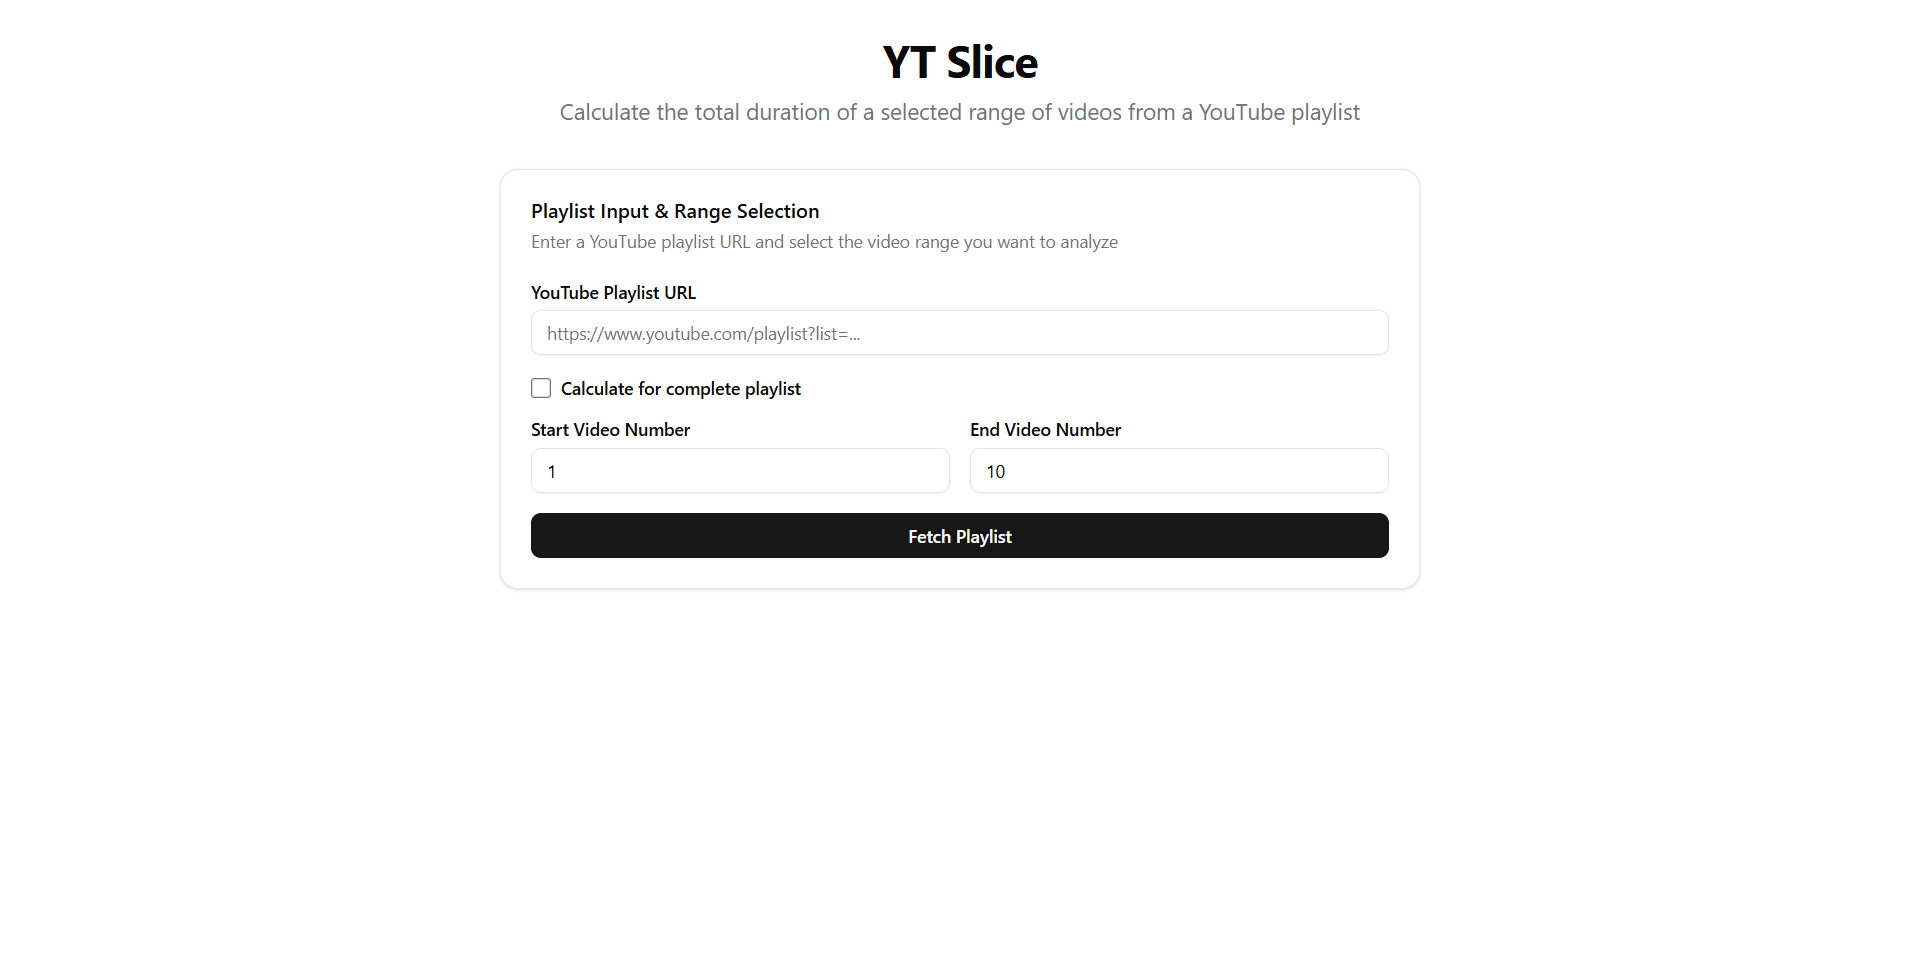 YT Slice
Calculate the total duration of a selected range of videos from a YouTube playlist
Playlist Input & Range Selection
Enter a YouTube playlist URL and select the video range you want to analyze
YouTube Playlist URL
https://www.youtube.com/playlist?list=...
Calculate for complete playlist
Start Video Number
End Video Number
1
10
Fetch Playlist